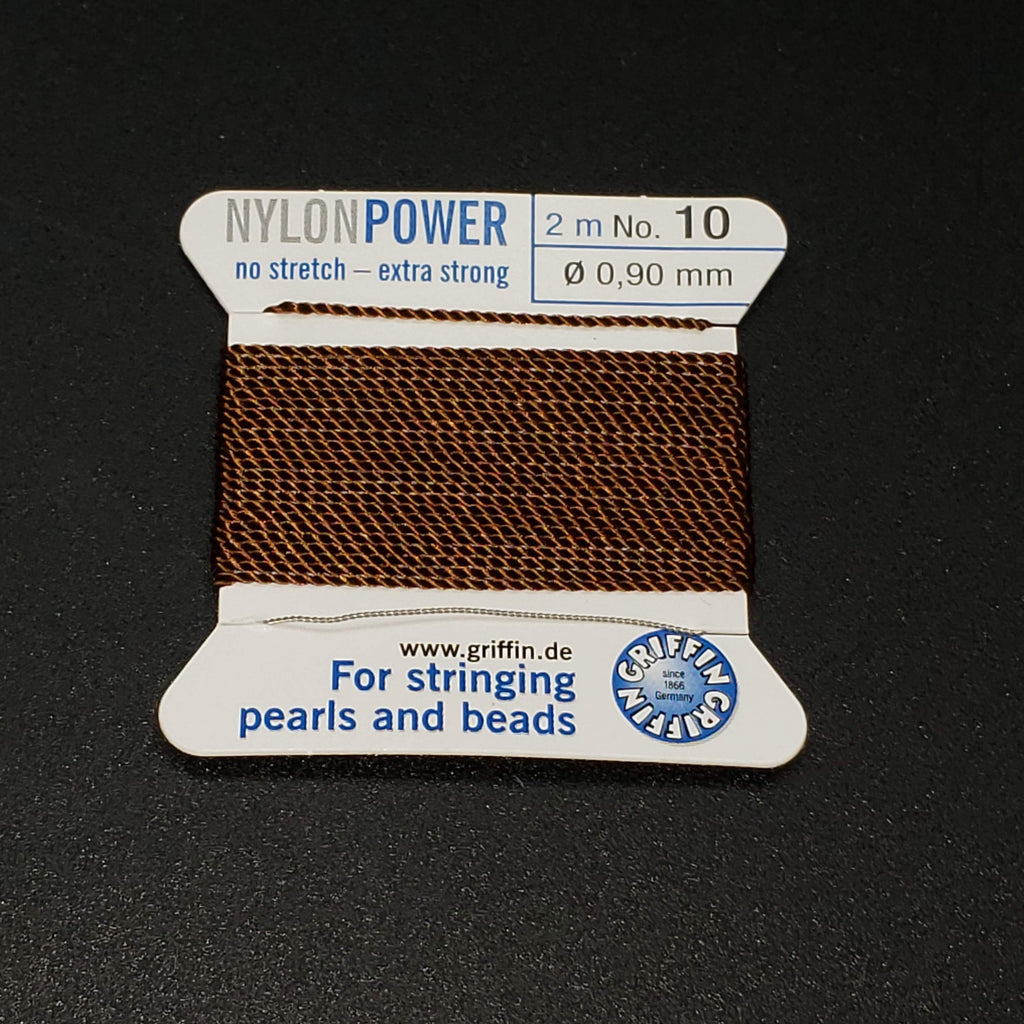 NYLONPOWER
no stretch – extra strong
2 m No. 10
Ø 0,90 mm
www.griffin.de
For stringing
pearls and beads
GRIFFIN GRIFFIN GRIFFIN
since
1866
Germany